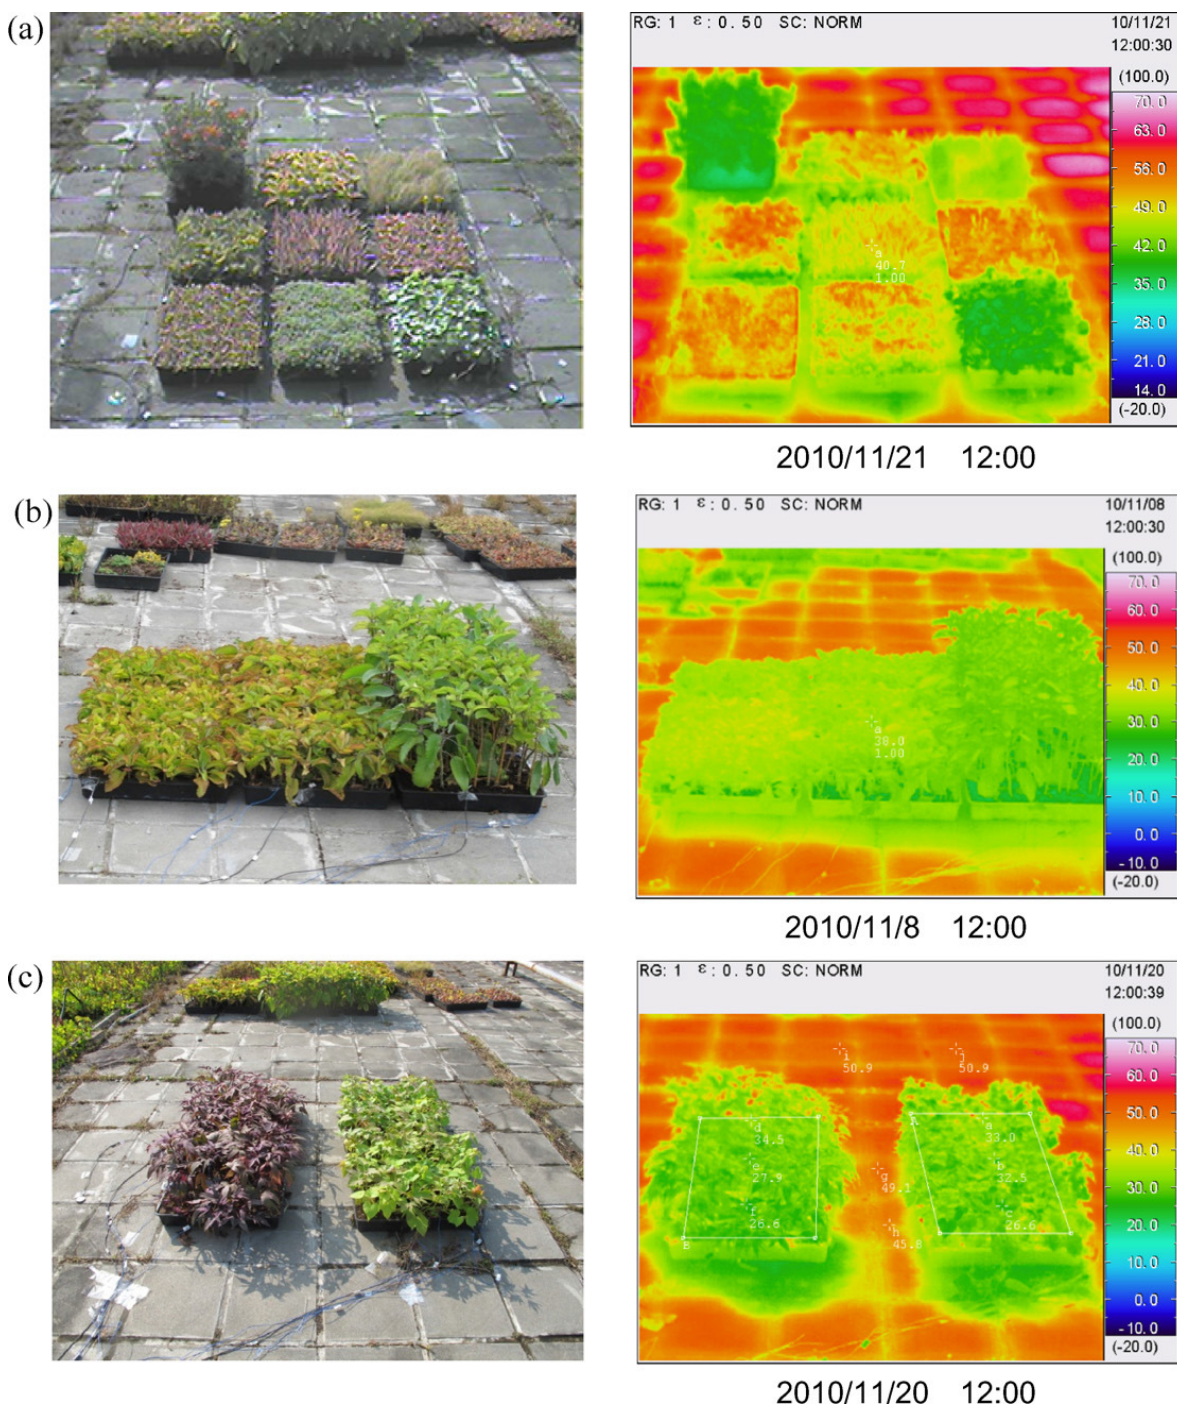 (a)
RG: 1 ε: 0.50 SC: NORM 10/11/21
12:00:30
(100.0)
70.0
63.0
56.0
49.0
42.0
35.0
28.0
21.0
14.0
(-20.0)
a
40.7
1.00
2010/11/21 12:00
(b)
RG: 1 ε: 0.50 SC: NORM 10/11/08
12:00:30
(100.0)
70.0
60.0
50.0
40.0
30.0
20.0
10.0
0.0
-10.0
(-20.0)
a
38.0
1.00
2010/11/8 12:00
(c)
RG: 1 ε: 0.50 SC: NORM 10/11/20
12:00:39
(100.0)
70.0
60.0
50.0
40.0
30.0
20.0
10.0
0.0
-10.0
(-20.0)
i
50.9
j
50.9
A
d
34.5
a
33.0
e
27.9
b
32.5
g
49.1
f
26.6
c
26.6
h
45.8
B
2010/11/20 12:00